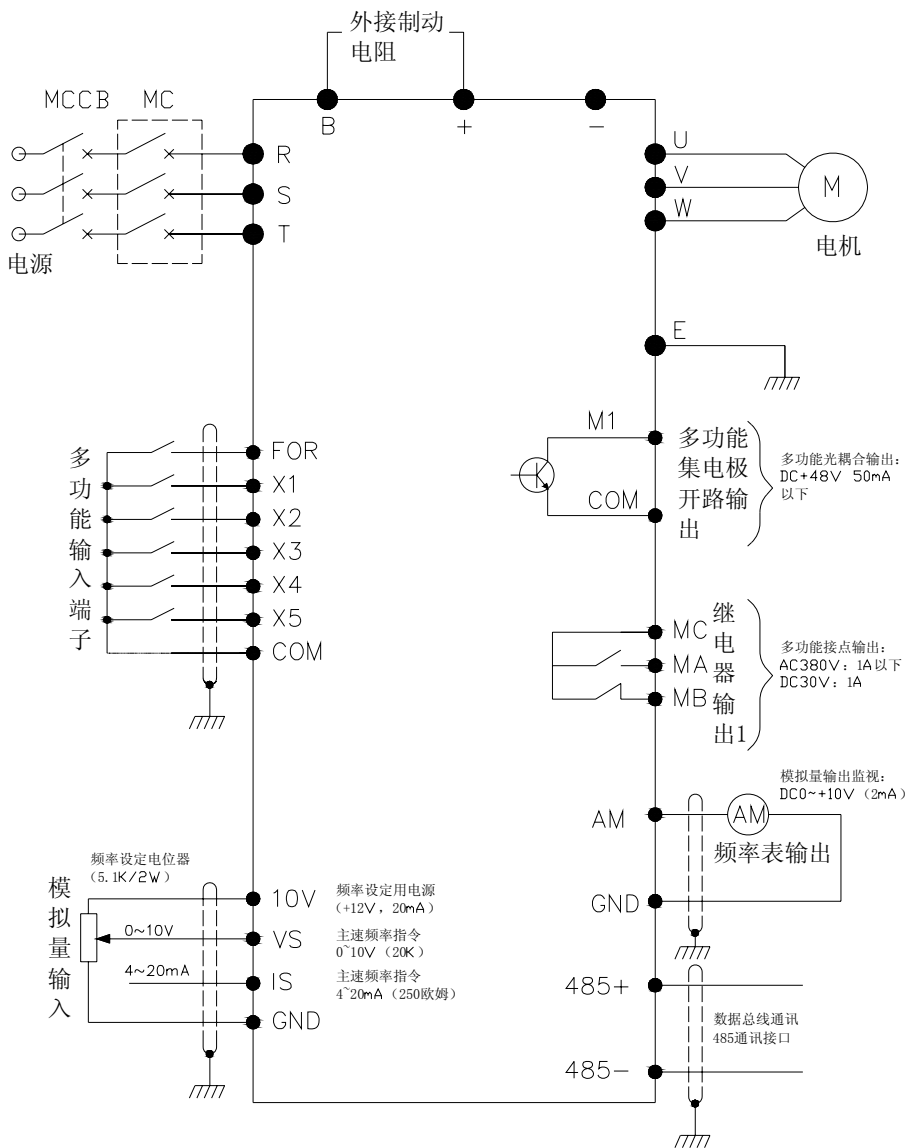 外接制动
电阻
MCCB
MC
B
+
-
R
S
T
电源
U
V
W
M
电机
E
多功能输入端子
FOR
X1
X2
X3
X4
X5
COM
M1
COM
多功能
集电极
开路输
出
多功能光耦合输出:
DC+48V 50mA
以下
MC
MA
MB
继电器输出1
多功能接点输出:
AC380V: 1A以下
DC30V: 1A
模拟量输出监视:
DC0~+10V (2mA)
AM
AM
频率表输出
GND
频率设定电位器
(5.1K/2W)
模拟量输入
0~10V
4~20mA
10V
VS
IS
GND
频率设定用电源
(+12V, 20mA)
主速频率指令
0~10V (20K)
主速频率指令
4~20mA (250欧姆)
485+
485-
数据总线通讯
485通讯接口